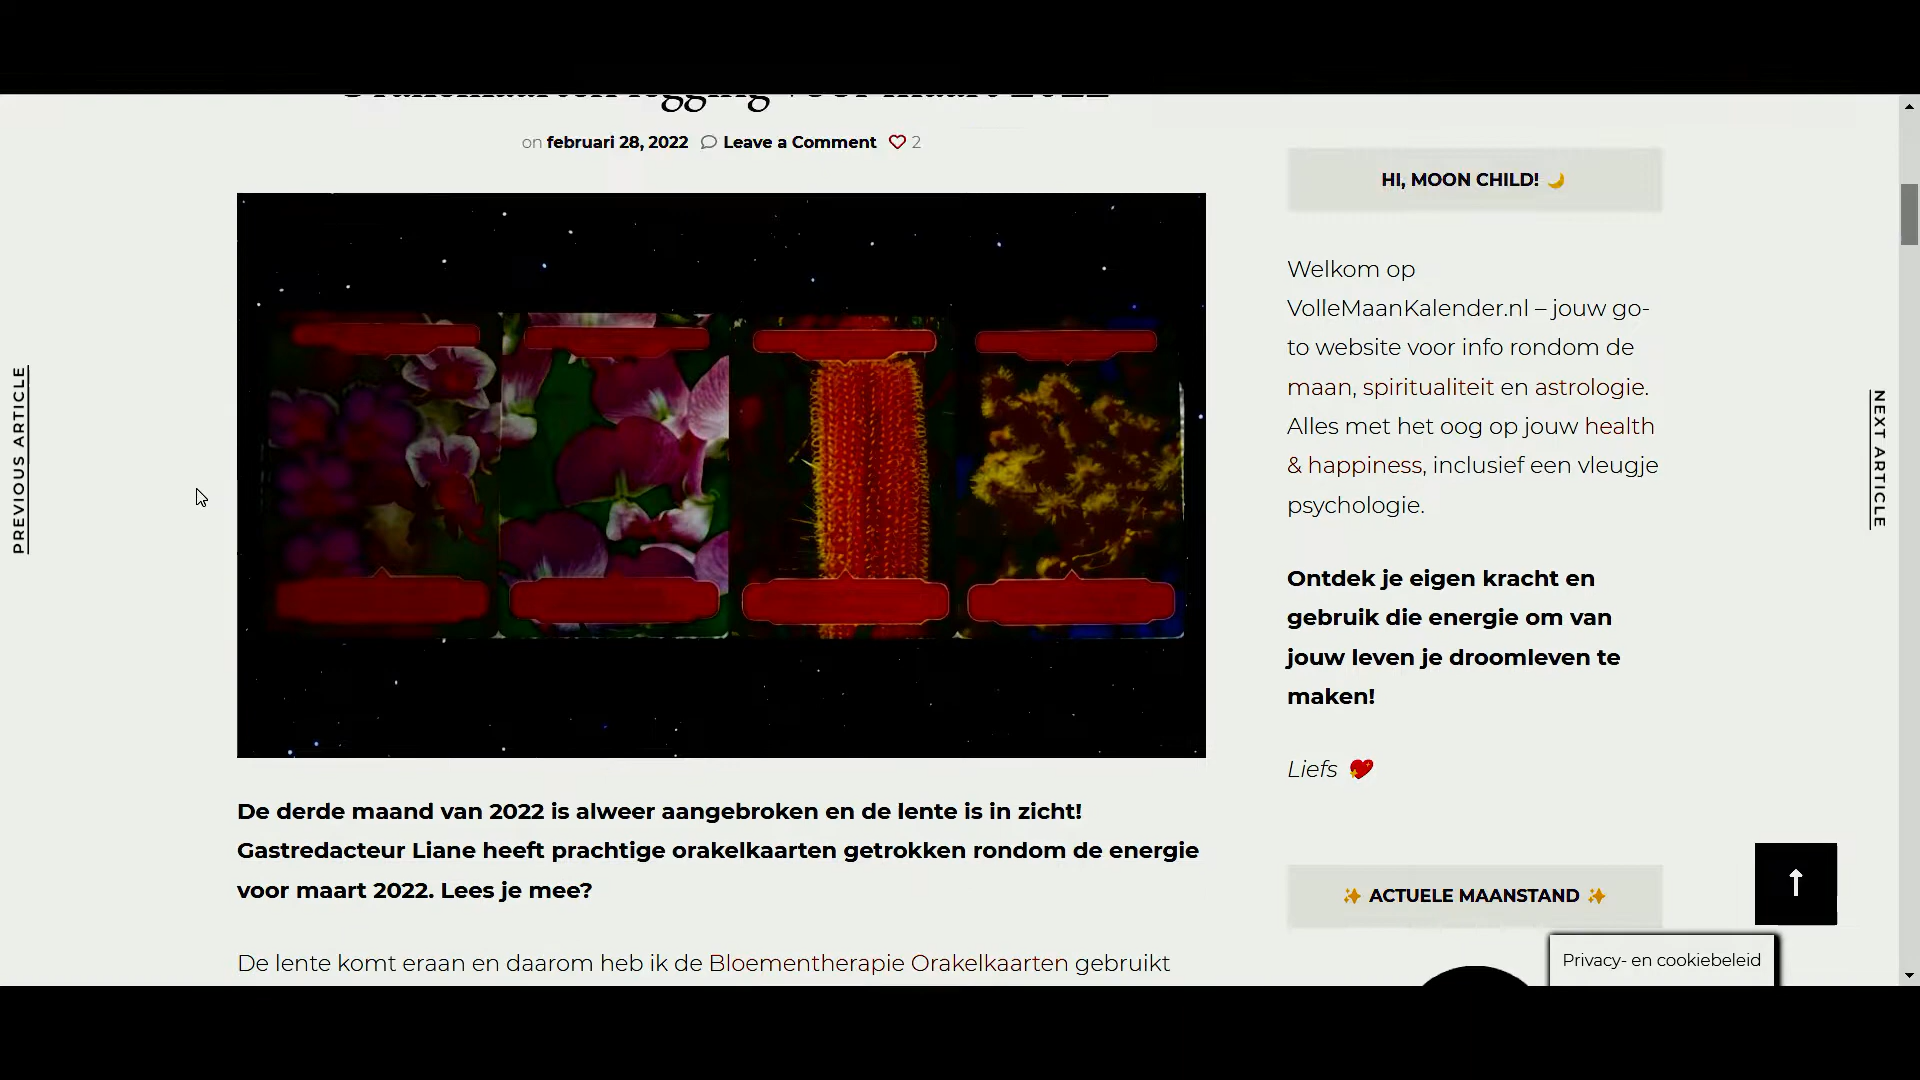 on februari 28, 2022 Leave a Comment 2
De derde maand van 2022 is alweer aangebroken en de lente is in zicht!
Gastredacteur Liane heeft prachtige orakelkaarten getrokken rondom de energie
voor maart 2022. Lees je mee?
De lente komt eraan en daarom heb ik de Bloementherapie Orakelkaarten gebruikt
HI, MOON CHILD! 🌙
Welkom op
VolleMaanKalender.nl – jouw go-
to website voor info rondom de
maan, spiritualiteit en astrologie.
Alles met het oog op jouw health
& happiness, inclusief een vleugje
psychologie.
Ontdek je eigen kracht en
gebruik die energie om van
jouw leven je droomleven te
maken!
Liefs 💖
✨ ACTUELE MAANSTAND ✨
Privacy- en cookiebeleid
PREVIOUS ARTICLE
NEXT ARTICLE